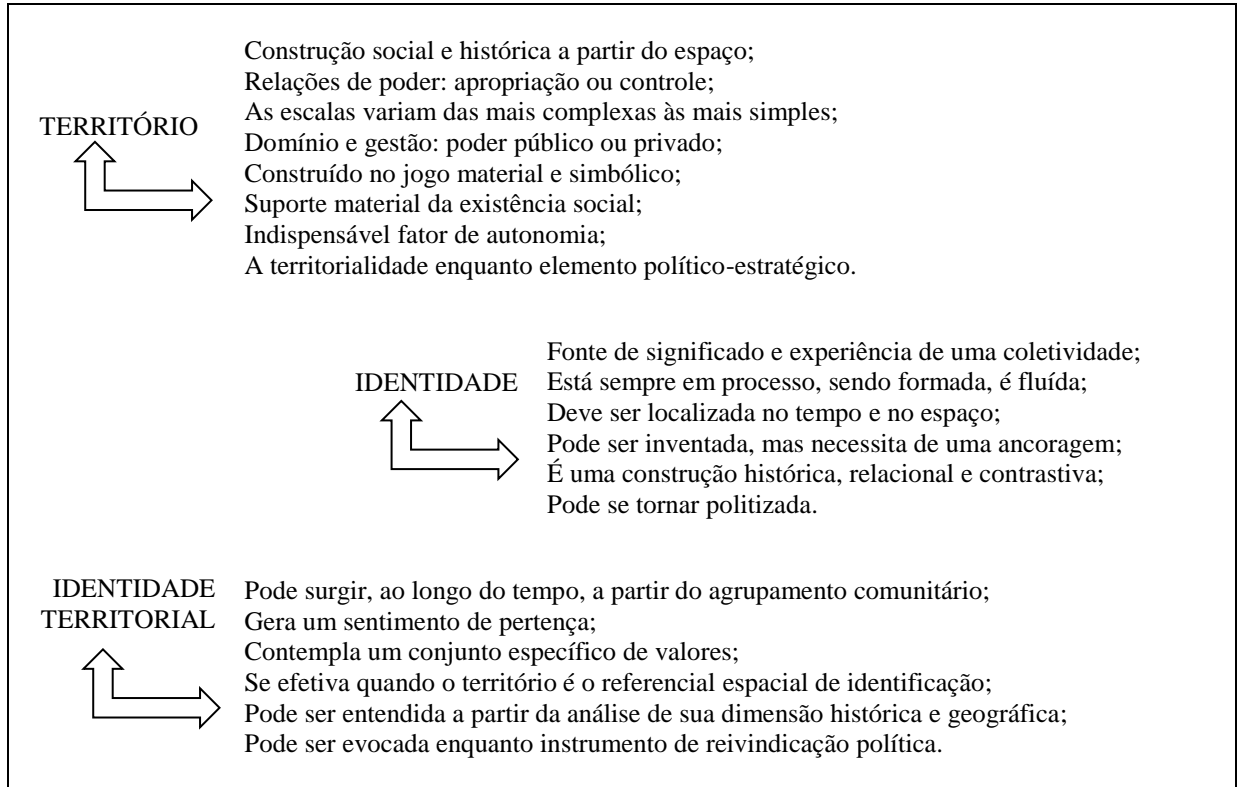 TERRITÓRIO
Construção social e histórica a partir do espaço;
Relações de poder: apropriação ou controle;
As escalas variam das mais complexas às mais simples;
Domínio e gestão: poder público ou privado;
Construído no jogo material e simbólico;
Suporte material da existência social;
Indispensável fator de autonomia;
A territorialidade enquanto elemento político-estratégico.
IDENTIDADE
Fonte de significado e experiência de uma coletividade;
Está sempre em processo, sendo formada, é fluída;
Deve ser localizada no tempo e no espaço;
Pode ser inventada, mas necessita de uma ancoragem;
É uma construção histórica, relacional e contrastiva;
Pode se tornar politizada.
IDENTIDADE
TERRITORIAL
Pode surgir, ao longo do tempo, a partir do agrupamento comunitário;
Gera um sentimento de pertença;
Contempla um conjunto específico de valores;
Se efetiva quando o território é o referencial espacial de identificação;
Pode ser entendida a partir da análise de sua dimensão histórica e geográfica;
Pode ser evocada enquanto instrumento de reivindicação política.